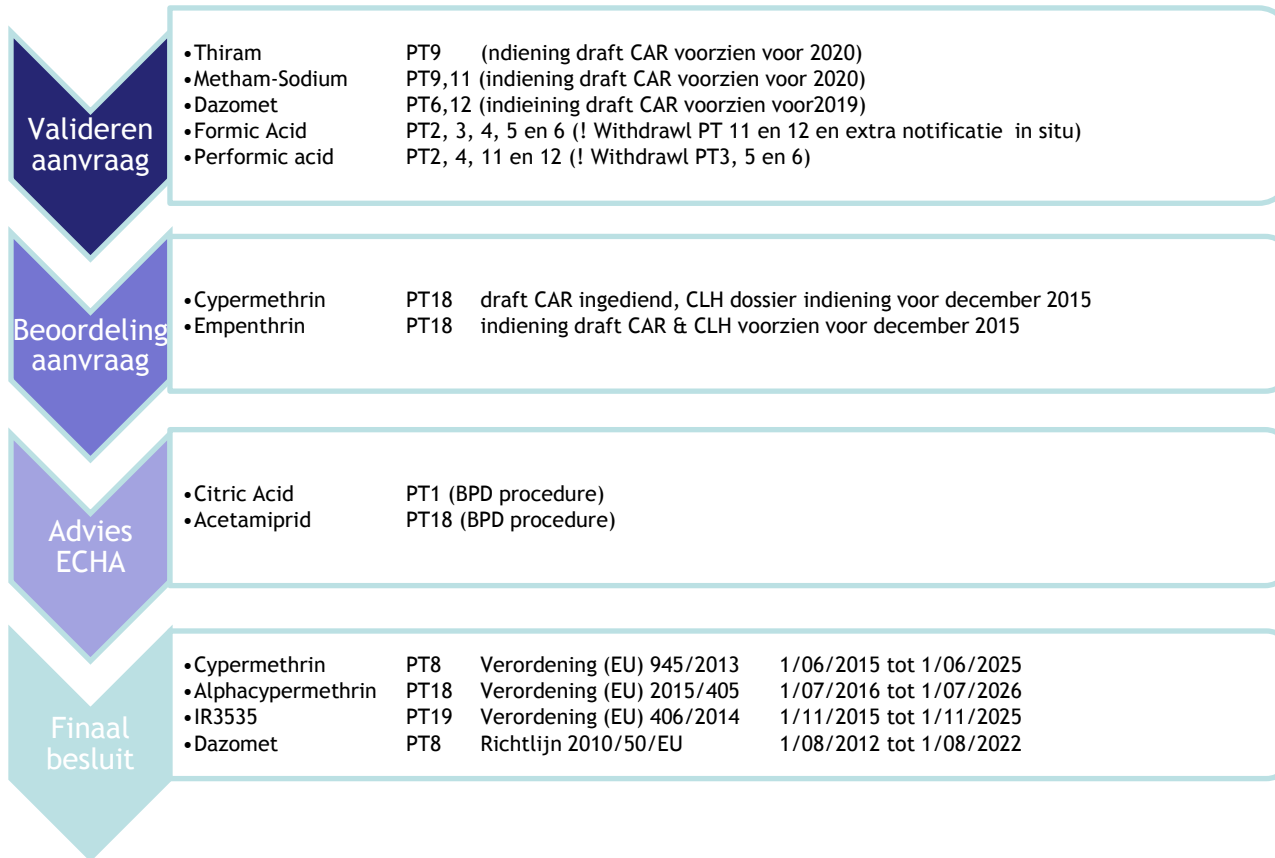 Valideren
aanvraag
•Thiram PT9 (ndiening draft CAR voorzien voor 2020)
•Metham-Sodium PT9,11 (indiening draft CAR voorzien voor 2020)
•Dazomet PT6,12 (indieining draft CAR voorzien voor2019)
•Formic Acid PT2, 3, 4, 5 en 6 (! Withdrawl PT 11 en 12 en extra notificatie in situ)
•Performic acid PT2, 4, 11 en 12 (! Withdrawl PT3, 5 en 6)
Beoordeling
aanvraag
•Cypermethrin PT18 draft CAR ingediend, CLH dossier indiening voor december 2015
•Empenthrin PT18 indiening draft CAR & CLH voorzien voor december 2015
Advies
ECHA
•Citric Acid PT1 (BPD procedure)
•Acetamiprid PT18 (BPD procedure)
Finaal
besluit
•Cypermethrin PT8 Verordening (EU) 945/2013 1/06/2015 tot 1/06/2025
•Alphacypermethrin PT18 Verordening (EU) 2015/405 1/07/2016 tot 1/07/2026
•IR3535 PT19 Verordening (EU) 406/2014 1/11/2015 tot 1/11/2025
•Dazomet PT8 Richtlijn 2010/50/EU 1/08/2012 tot 1/08/2022